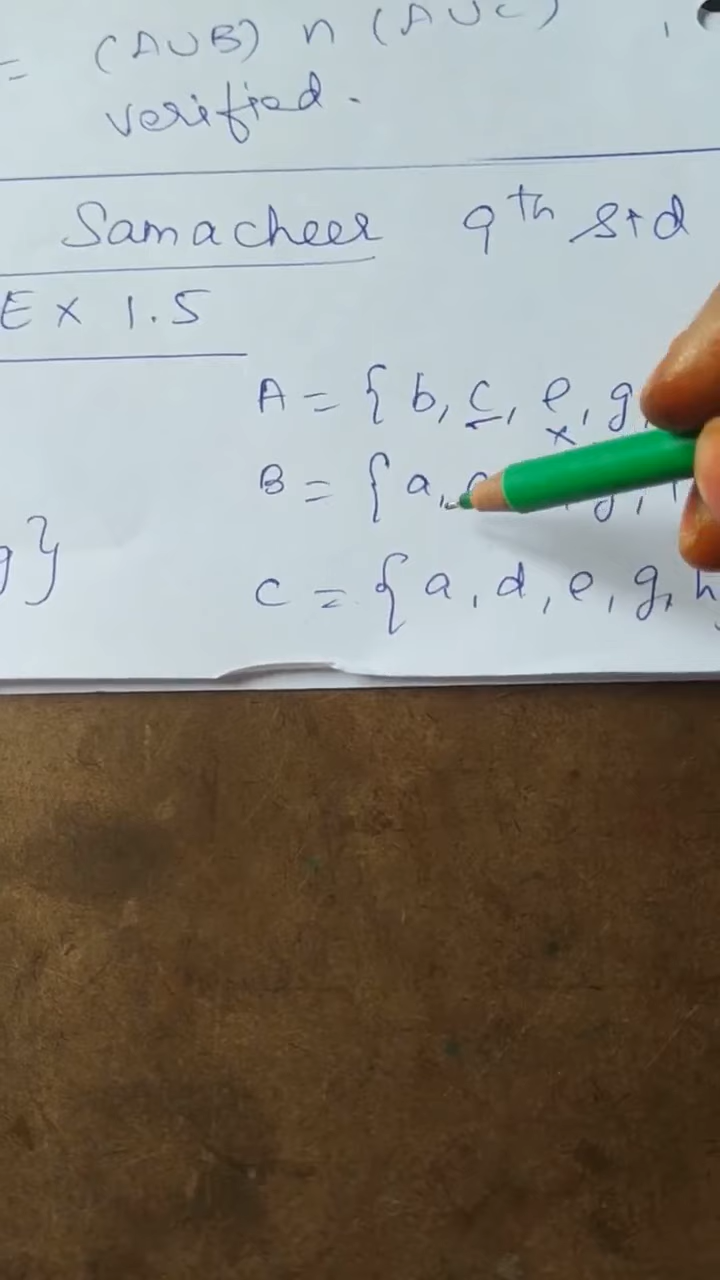 = (A∪B) ∩ (A∪C)
verified.
Samacheer 9th std
Ex 1.5
A = { b, c, e, g,
B = { a,
g}
C = { a, d, e, g, h